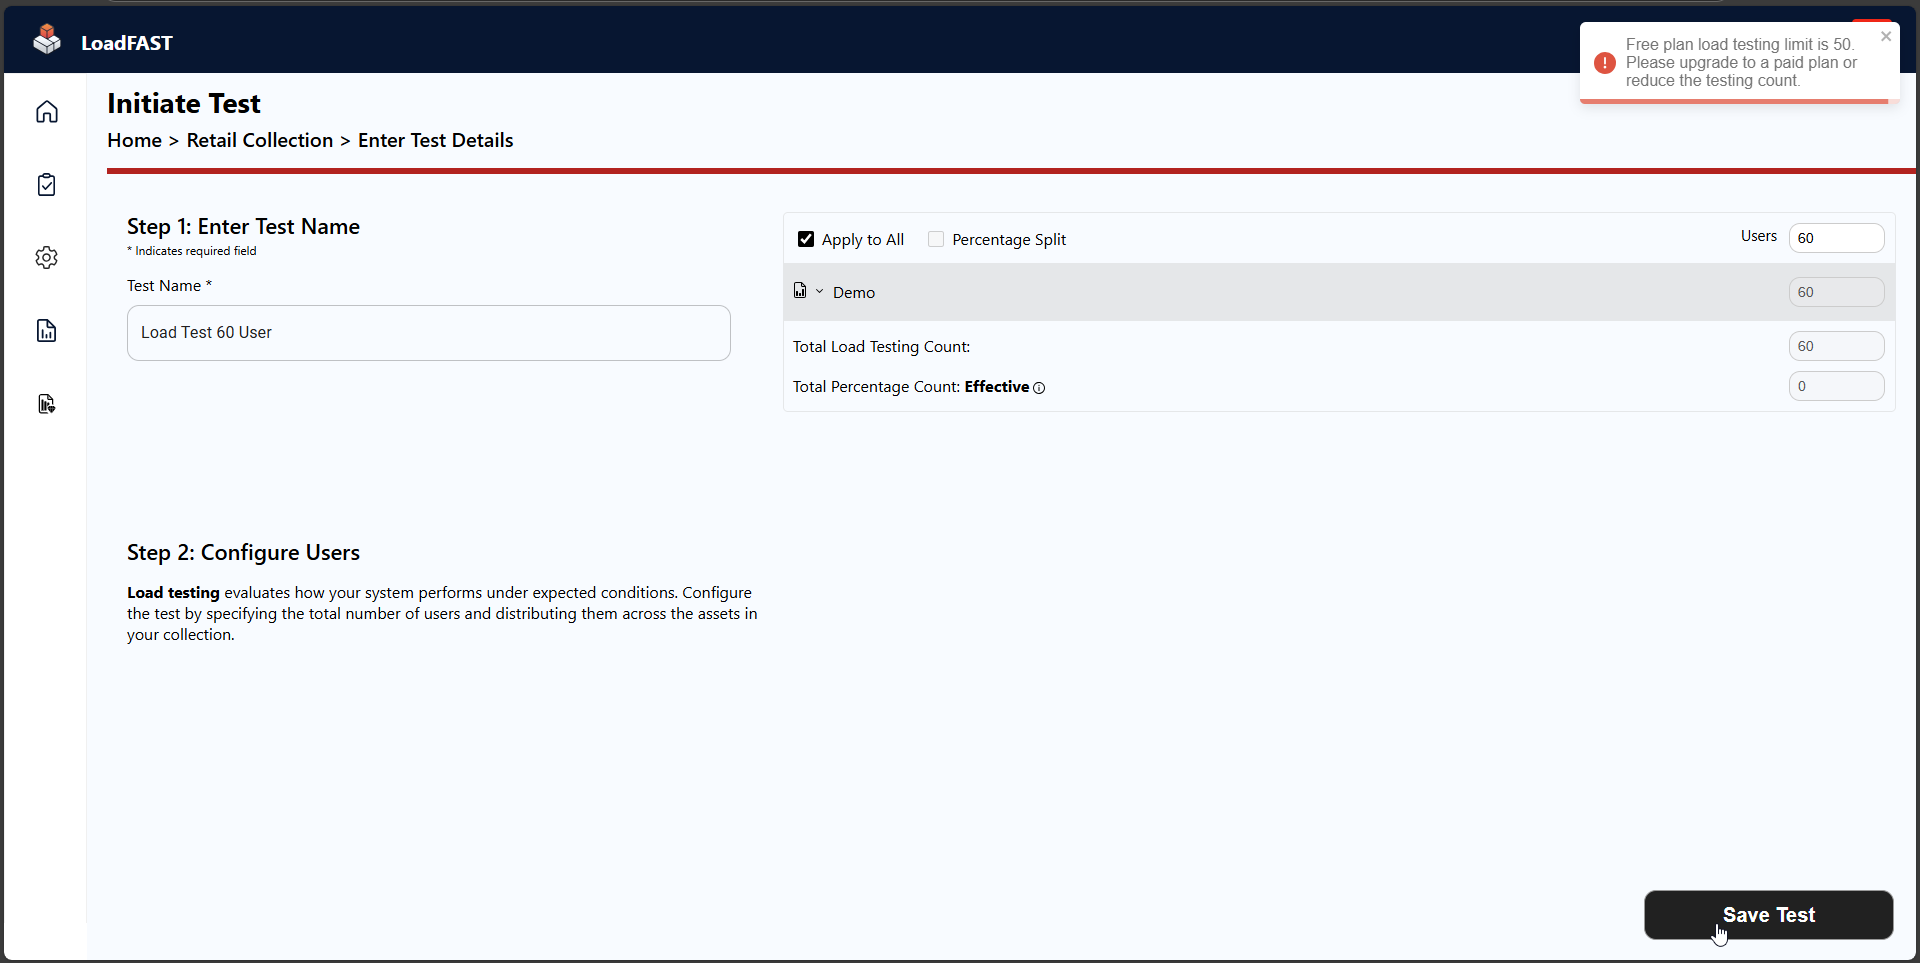 LoadFAST
Free plan load testing limit is 50.
Please upgrade to a paid plan or
reduce the testing count.
Initiate Test
Home > Retail Collection > Enter Test Details
Step 1: Enter Test Name
* Indicates required field
Test Name *
Load Test 60 User
Apply to All
Percentage Split
Users
60
Demo
60
Total Load Testing Count:
60
Total Percentage Count: Effective
0
Step 2: Configure Users
Load testing evaluates how your system performs under expected conditions. Configure
the test by specifying the total number of users and distributing them across the assets in
your collection.
Save Test